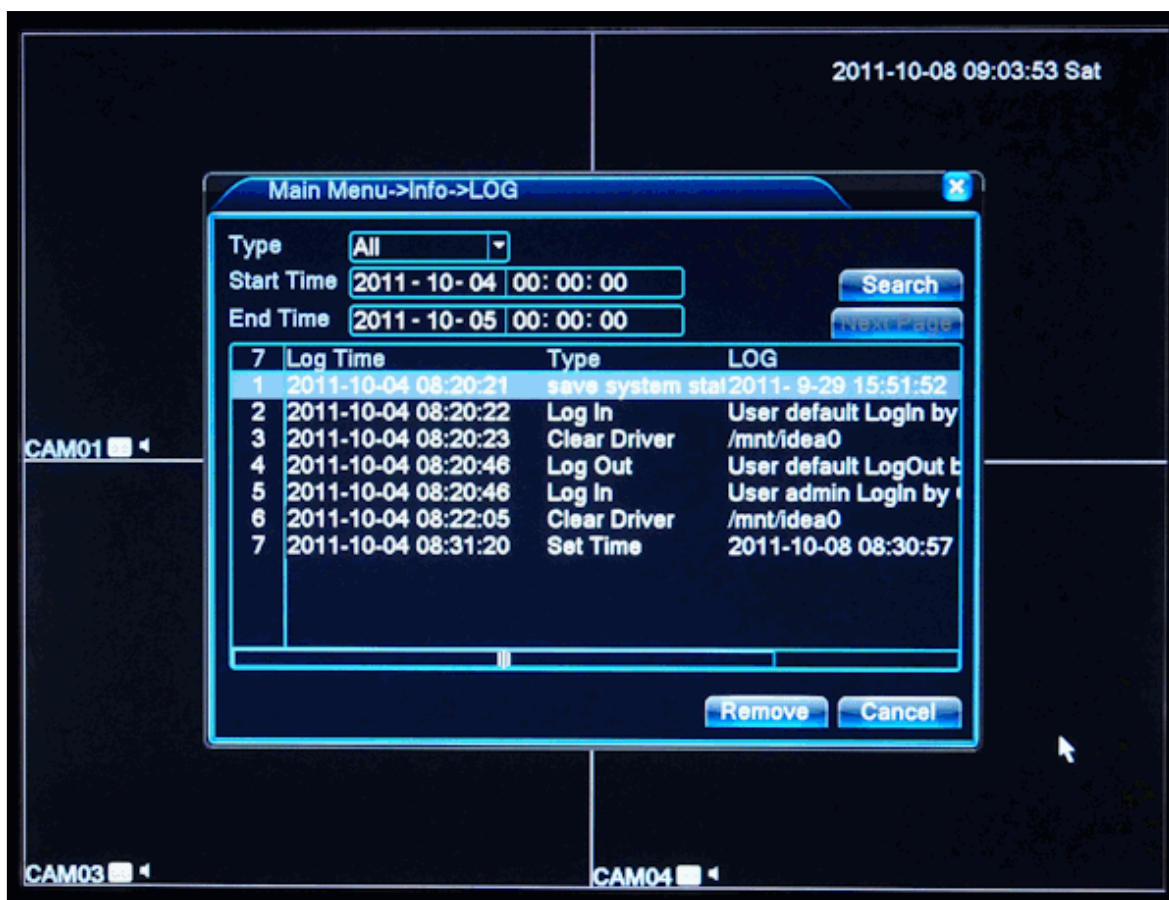 2011-10-08 09:03:53 Sat
Main Menu->Info->LOG
Type All
Start Time 2011-10-04 00:00:00
Search
End Time 2011-10-05 00:00:00
Next Page
7 Log Time Type LOG
1 2011-10-04 08:20:21 save system stat 2011- 9-29 15:51:52
2 2011-10-04 08:20:22 Log In User default LogIn by
3 2011-10-04 08:20:23 Clear Driver /mnt/idea0
4 2011-10-04 08:20:46 Log Out User default LogOut b
5 2011-10-04 08:20:46 Log In User admin LogIn by
6 2011-10-04 08:22:05 Clear Driver /mnt/idea0
7 2011-10-04 08:31:20 Set Time 2011-10-08 08:30:57
CAM01
Remove Cancel
CAM03
CAM04